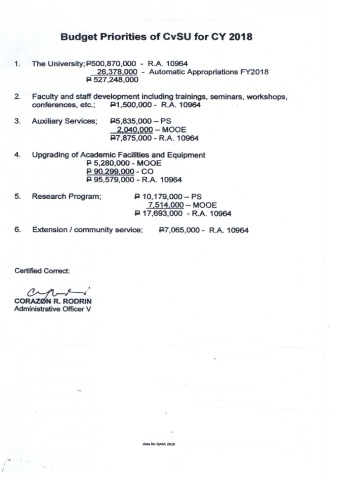 Budget Priorities of CvSU for CY 2018
1. The University; ₱500,870,000 - R.A. 10964
26,378,000 - Automatic Appropriations FY2018
₱ 527,248,000
2. Faculty and staff development including trainings, seminars, workshops,
conferences, etc.; ₱1,500,000 - R.A. 10964
3. Auxiliary Services; ₱5,835,000 – PS
2,040,000 – MOOE
₱7,875,000 - R.A. 10964
4. Upgrading of Academic Facilities and Equipment
₱ 5,280,000 - MOOE
₱ 90,299,000 - CO
₱ 95,579,000 - R.A. 10964
5. Research Program; ₱ 10,179,000 – PS
7,514,000 – MOOE
₱ 17,693,000 - R.A. 10964
6. Extension / community service; ₱7,065,000 - R.A. 10964
Certified Correct:
CORAZON R. RODRIN
Administrative Officer V
data for QAAC 2018